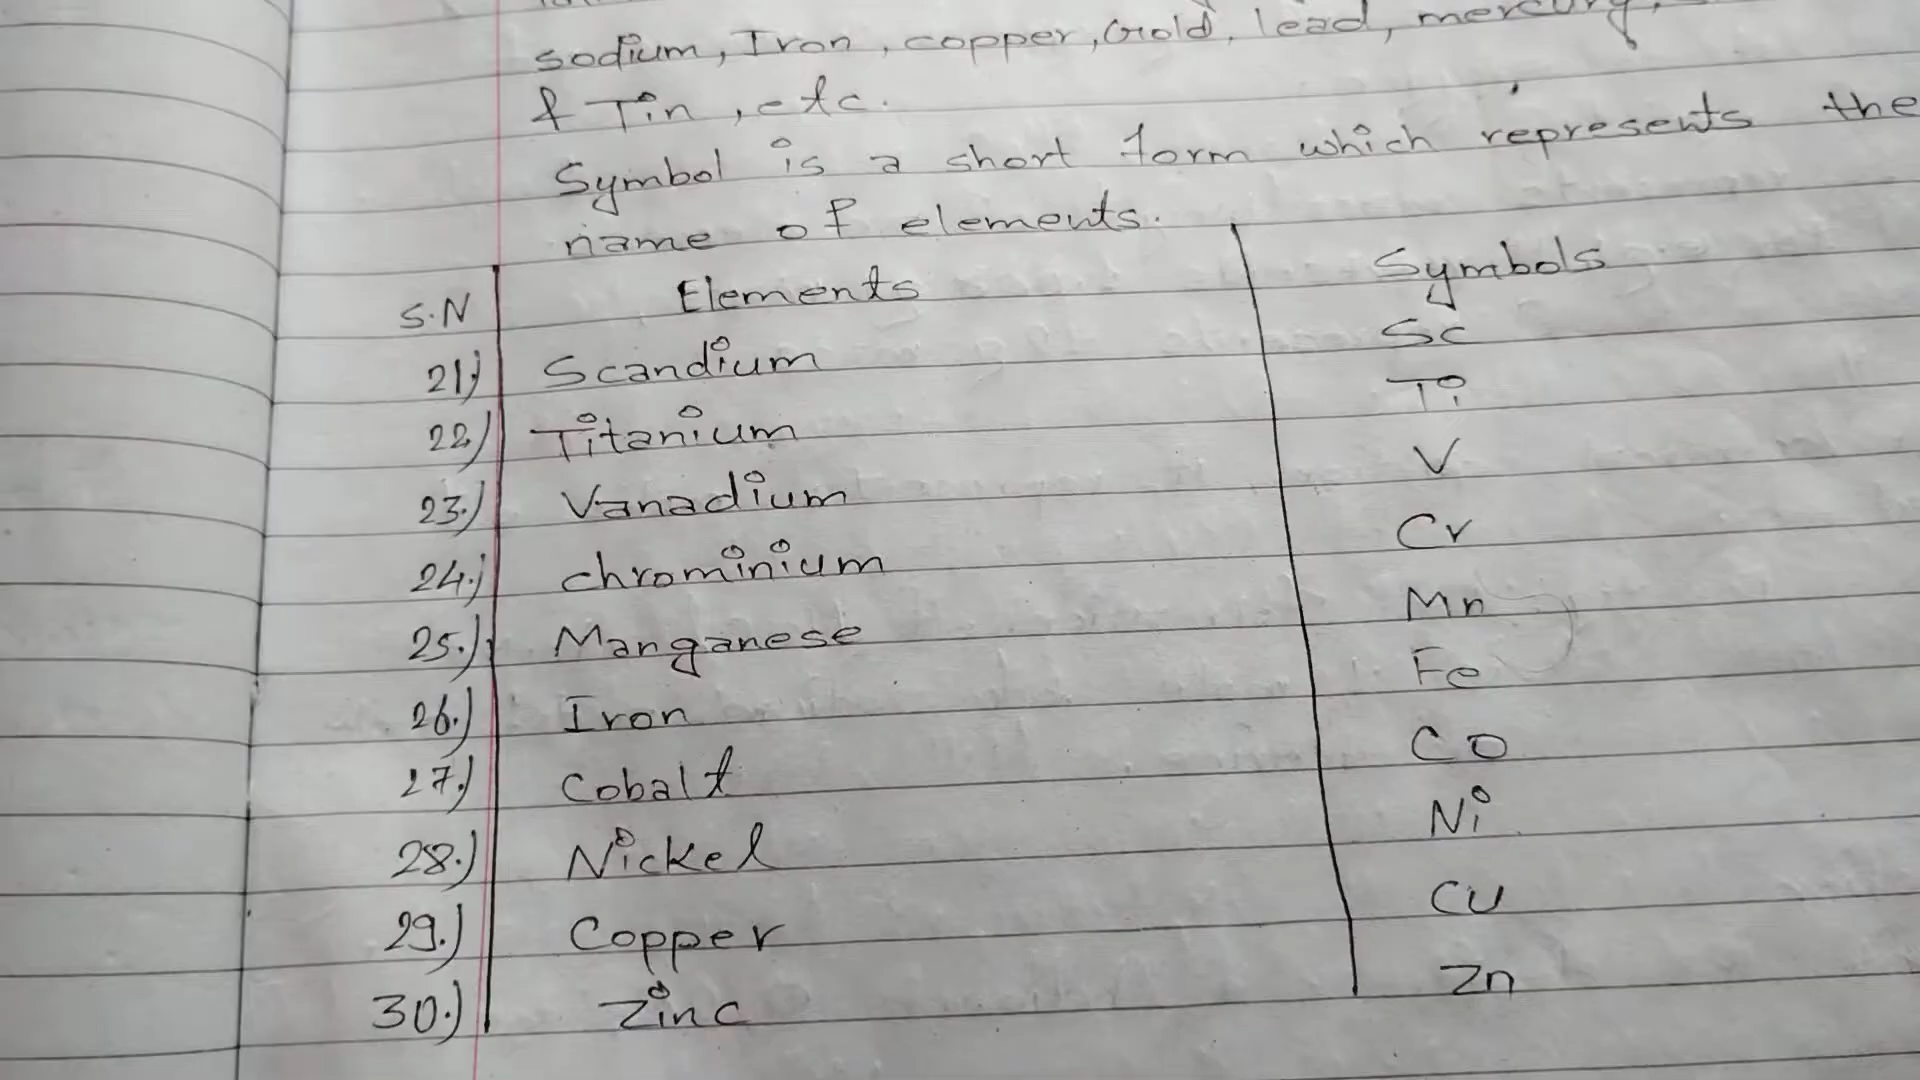 sodium, Iron, copper, Gold, lead, mercury,
& Tin, etc.
Symbol is a short form which represents the
name of elements.
S.N Elements Symbols
21.) Scandium Sc
22.) Titanium Ti
23.) Vanadium V
24.) chrominium Cr
25.) Manganese Mn
26.) Iron Fe
27.) Cobalt CO
28.) Nickel Ni
29.) Copper CU
30.) Zinc Zn